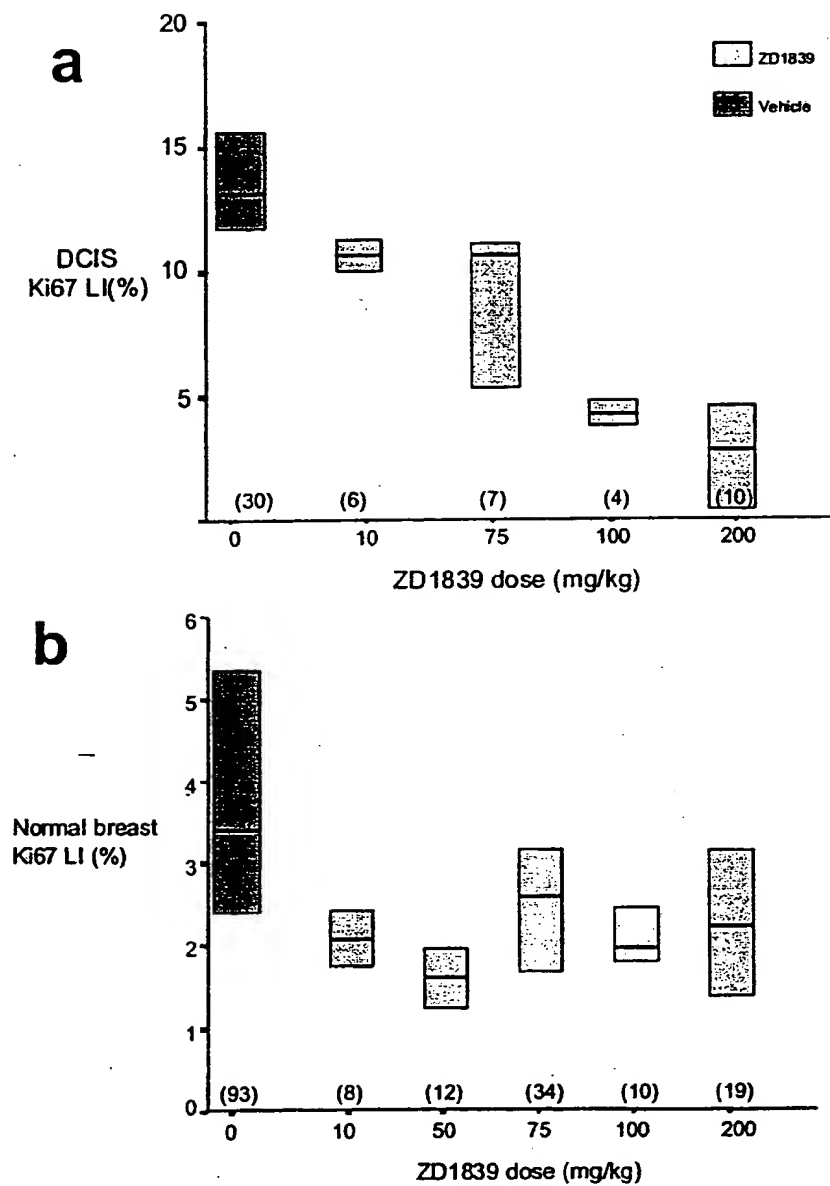 a
20
15
10
5
DCIS
Ki67 LI(%)
ZD1839
Vehicle
(30) (6) (7) (4) (10)
0 10 75 100 200
ZD1839 dose (mg/kg)
b
6
5
4
3
2
1
0
Normal breast
Ki67 LI (%)
(93) (8) (12) (34) (10) (19)
0 10 50 75 100 200
ZD1839 dose (mg/kg)